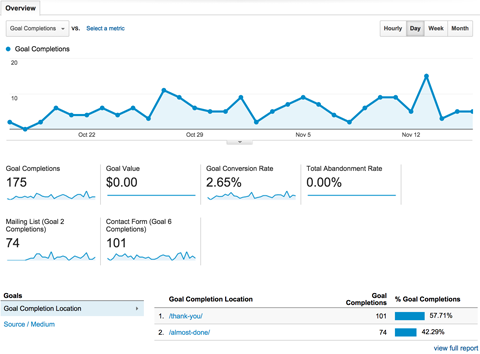 Overview
Goal Completions vs. Select a metric Hourly Day Week Month
Goal Completions
20
10
Oct 22 Oct 29 Nov 5 Nov 12
Goal Completions Goal Value Goal Conversion Rate Total Abandonment Rate
175 $0.00 2.65% 0.00%
Mailing List (Goal 2 Contact Form (Goal 6
Completions) Completions)
74 101
Goals
Goal Completion Location
Source / Medium
Goal Completion Location Goal Completions % Goal Completions
1. /thank-you/ 101 57.71%
2. /almost-done/ 74 42.29%
view full report